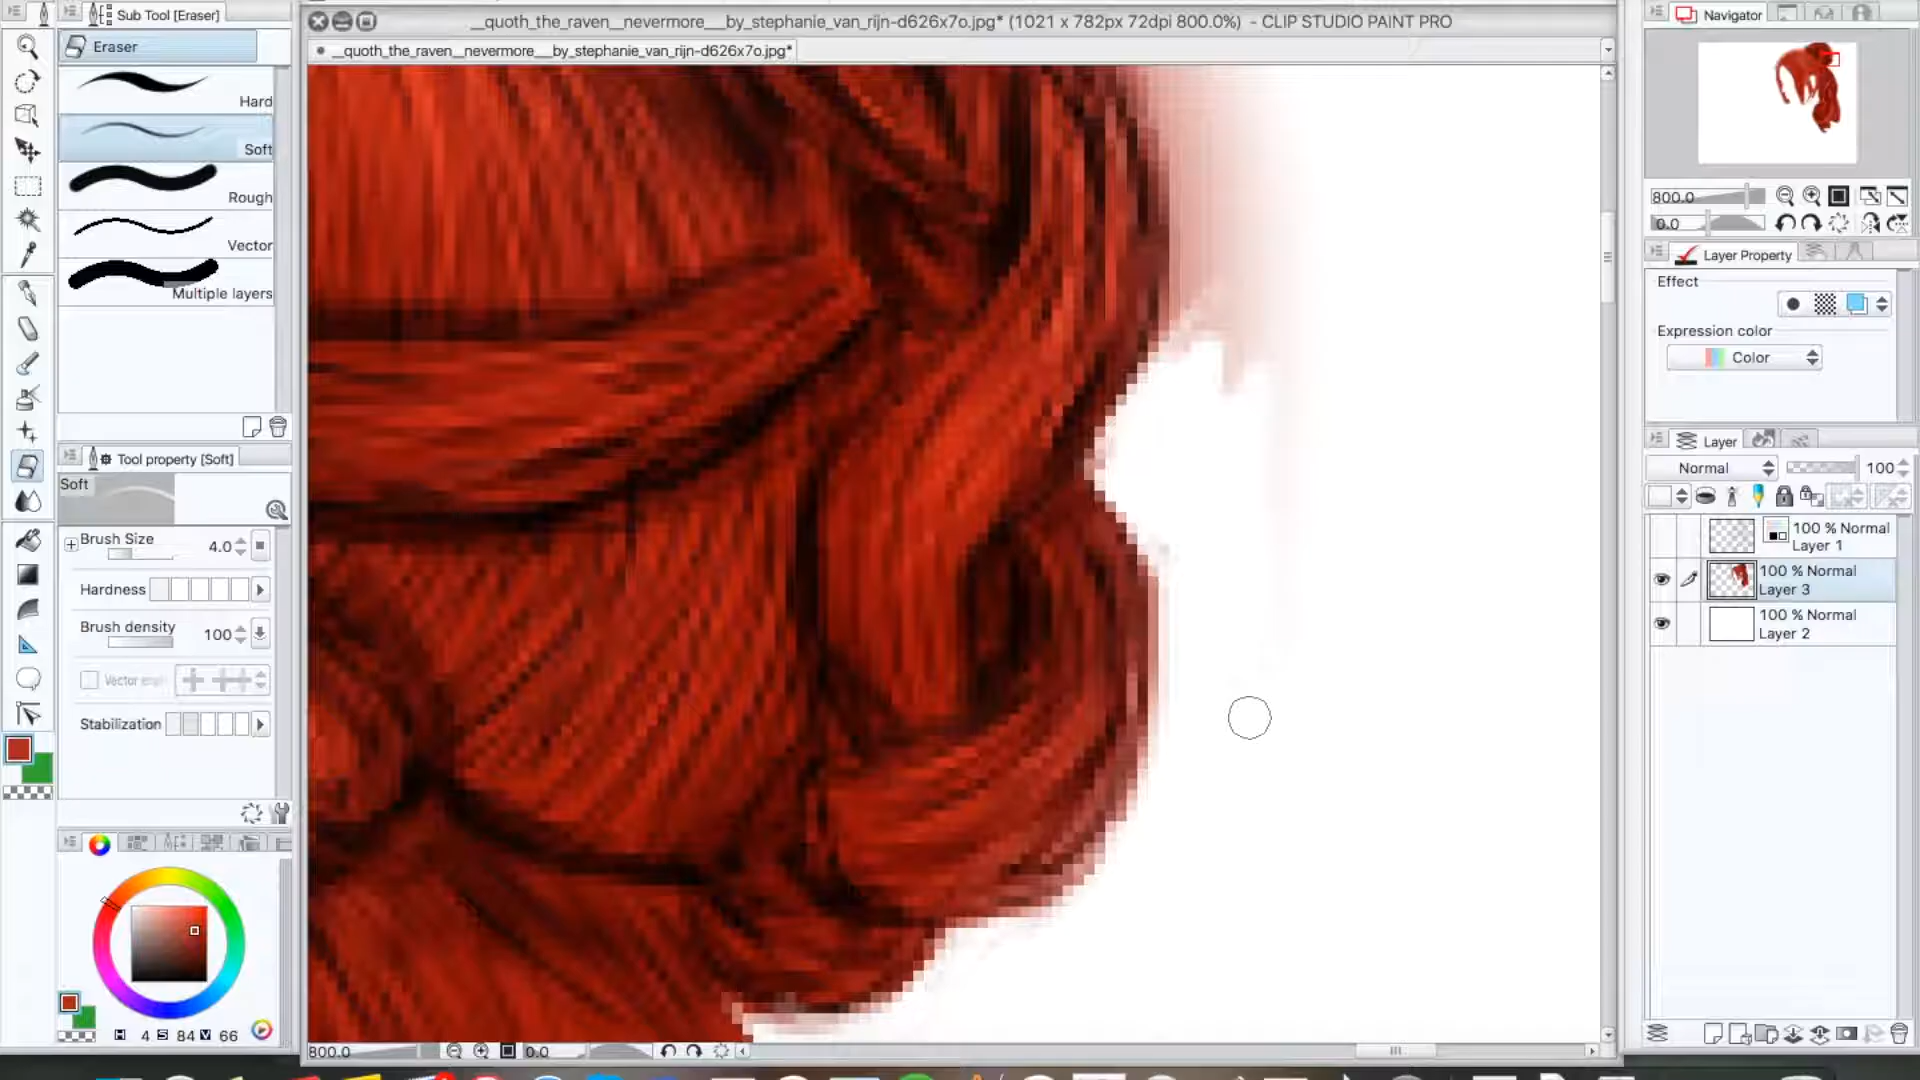 Sub Tool [Eraser]
Eraser
Hard
Soft
Rough
Vector
Multiple layers
Tool property [Soft]
Soft
Brush Size 4.0
Hardness
Brush density 100
Stabilization
H 4 S 84 V 66
__quoth_the_raven__nevermore___by_stephanie_van_rijn-d626x7o.jpg* (1021 x 782px 72dpi 800.0%) - CLIP STUDIO PAINT PRO
__quoth_the_raven__nevermore___by_stephanie_van_rijn-d626x7o.jpg*
800.0 0.0
Navigator
800.0
0.0
Layer Property
Effect
Expression color
Color
Layer
Normal 100
100 % Normal
Layer 1
100 % Normal
Layer 3
100 % Normal
Layer 2